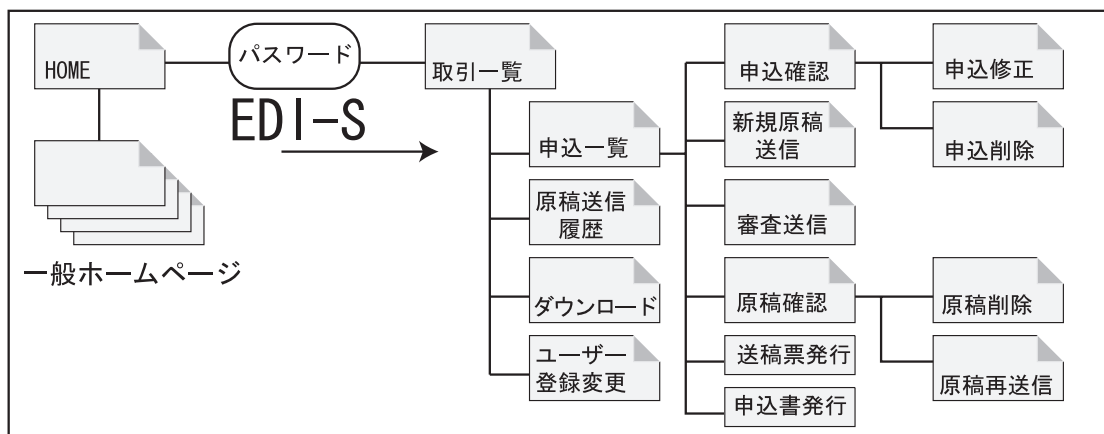 HOME
パスワード
EDI-S
一般ホームページ
取引一覧
申込一覧
原稿送信
履歴
ダウンロード
ユーザー
登録変更
申込確認
新規原稿
送信
審査送信
原稿確認
送稿票発行
申込書発行
申込修正
申込削除
原稿削除
原稿再送信